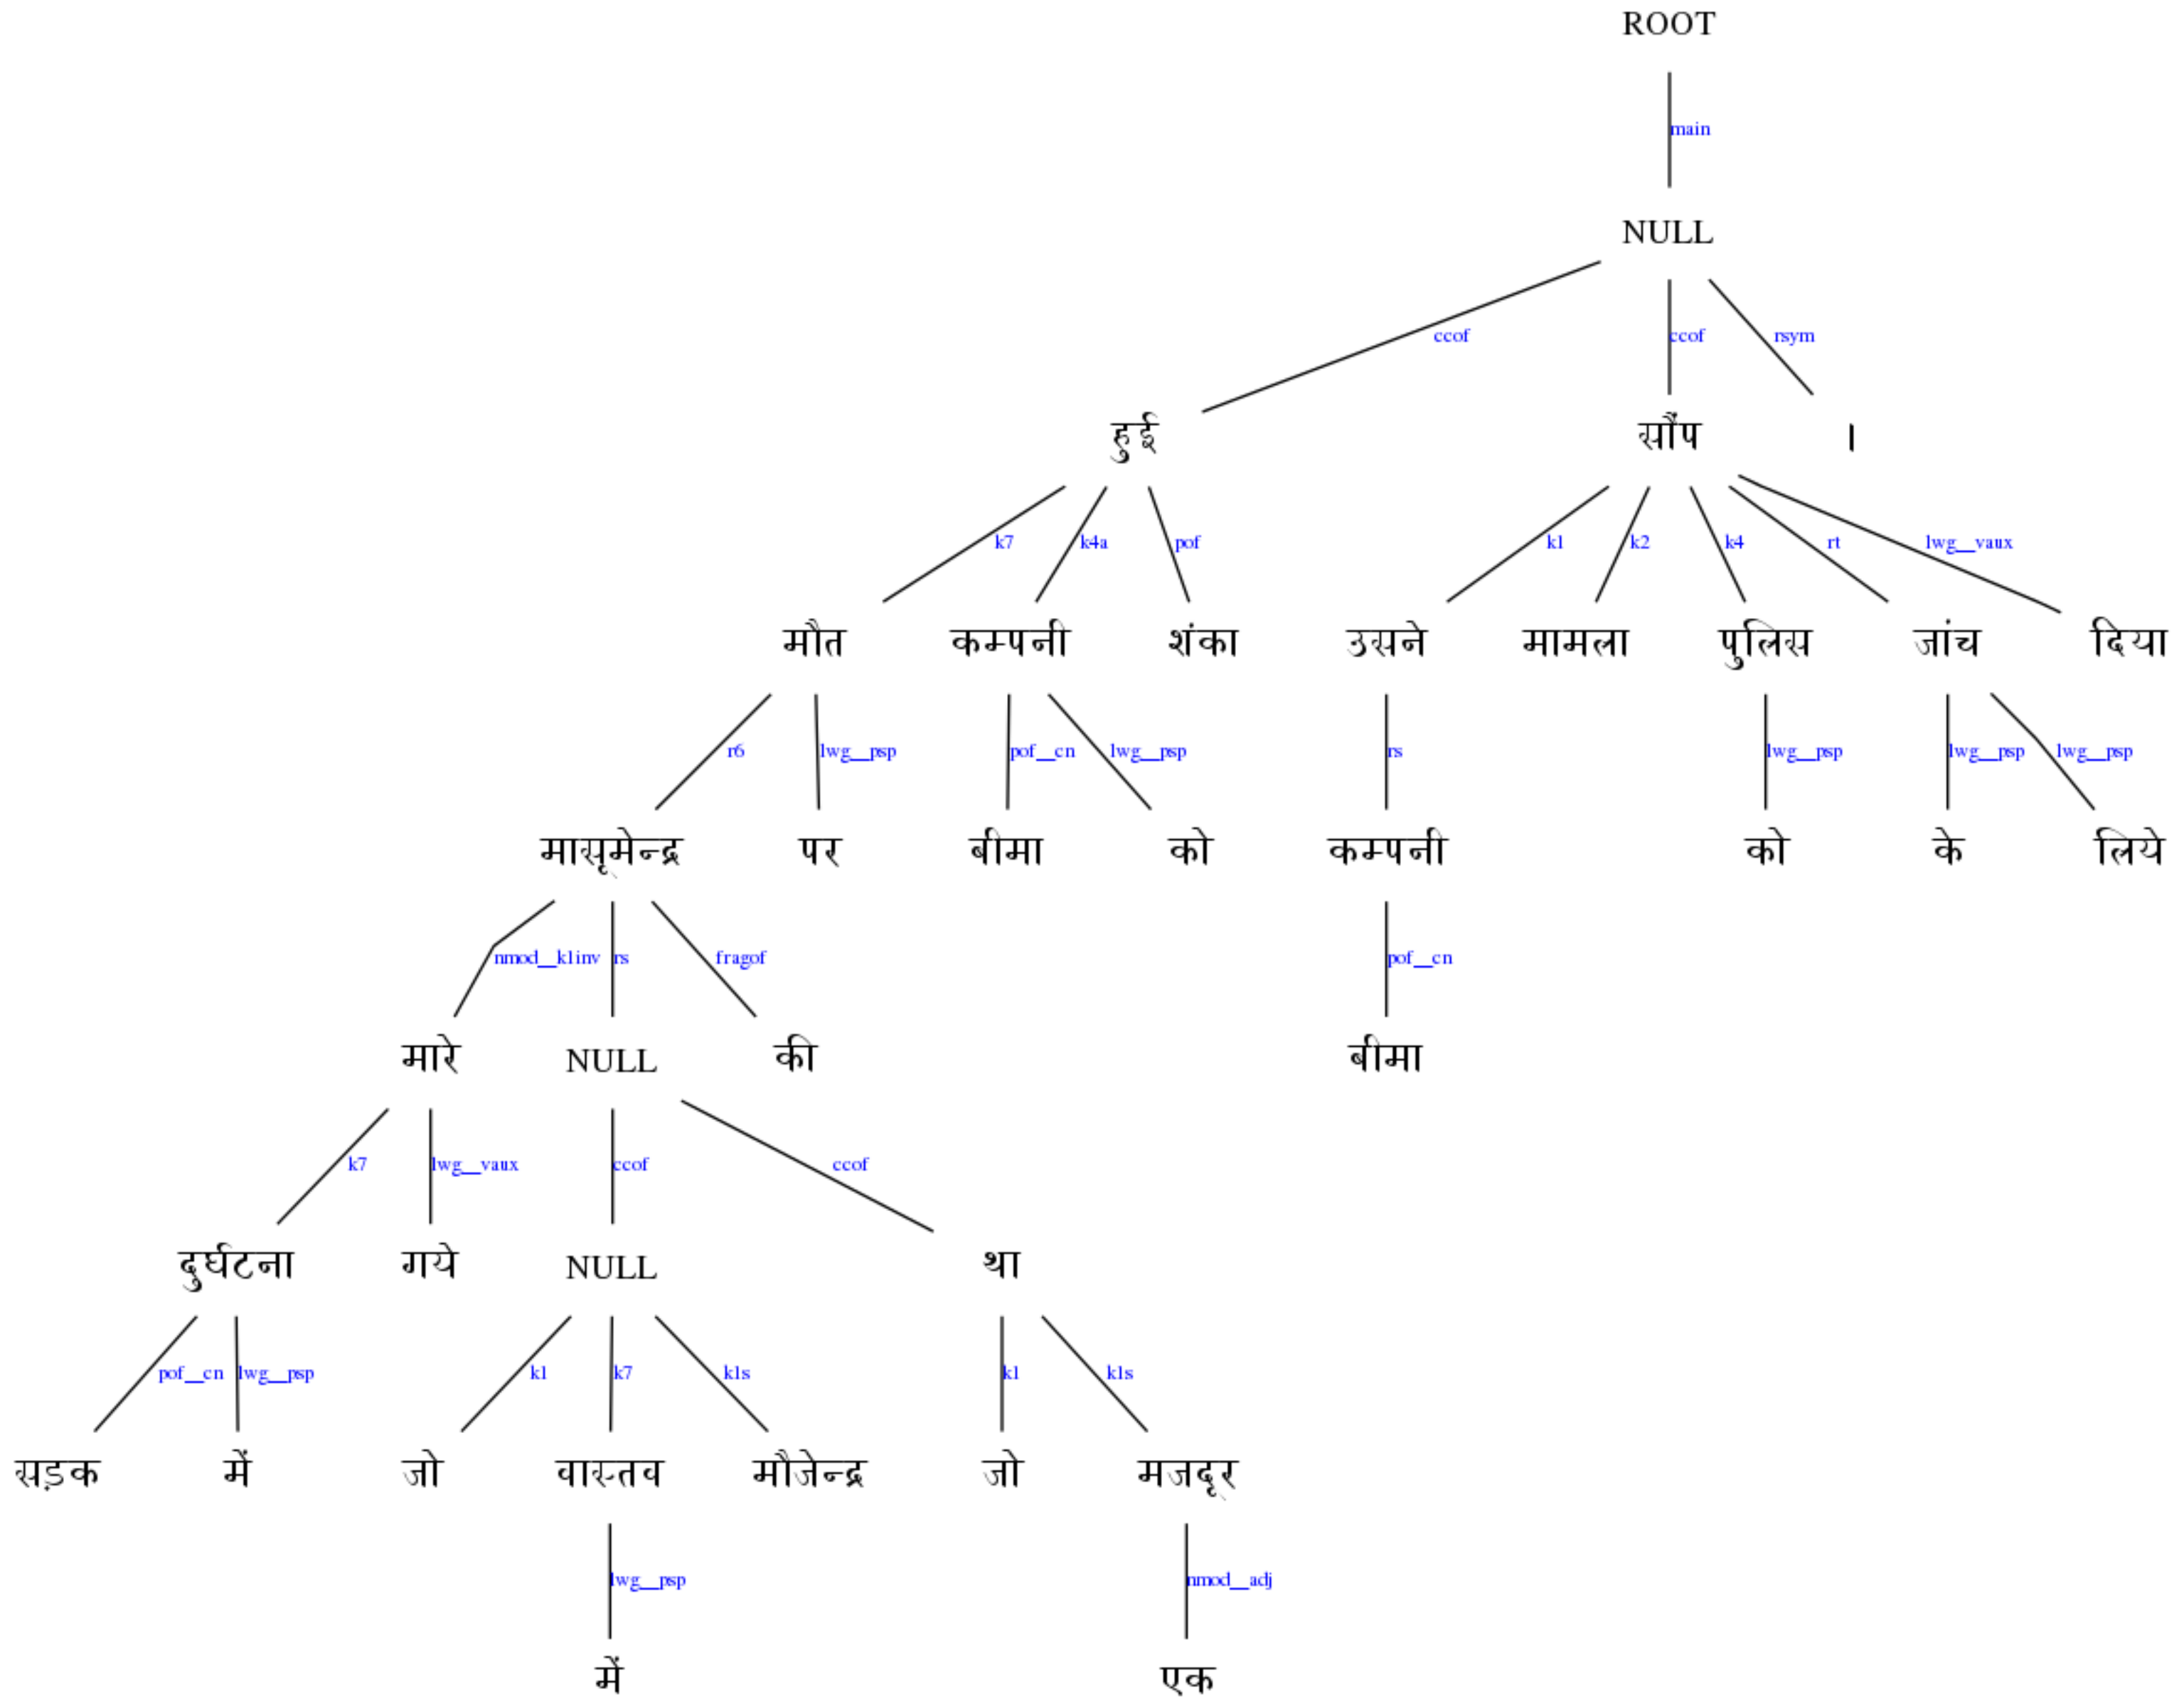 ROOT
main
NULL
ccof ccof rsym
हुई सौंप ।
k7 k4a pof k1 k2 k4 rt lwg__vaux
मौत कम्पनी शंका उसने मामला पुलिस जांच दिया
r6 lwg__psp pof__cn lwg__psp rs lwg__psp lwg__psp lwg__psp
मासूमेन्द्र पर बीमा को कम्पनी को के लिये
nmod__k1inv rs fragof pof__cn
मारे NULL की बीमा
k7 lwg__vaux ccof ccof
दुर्घटना गये NULL था
pof__cn lwg__psp k1 k7 k1s k1 k1s
सड़क में जो वास्तव मौजेन्द्र जो मजदूर
lwg__psp nmod__adj
में एक